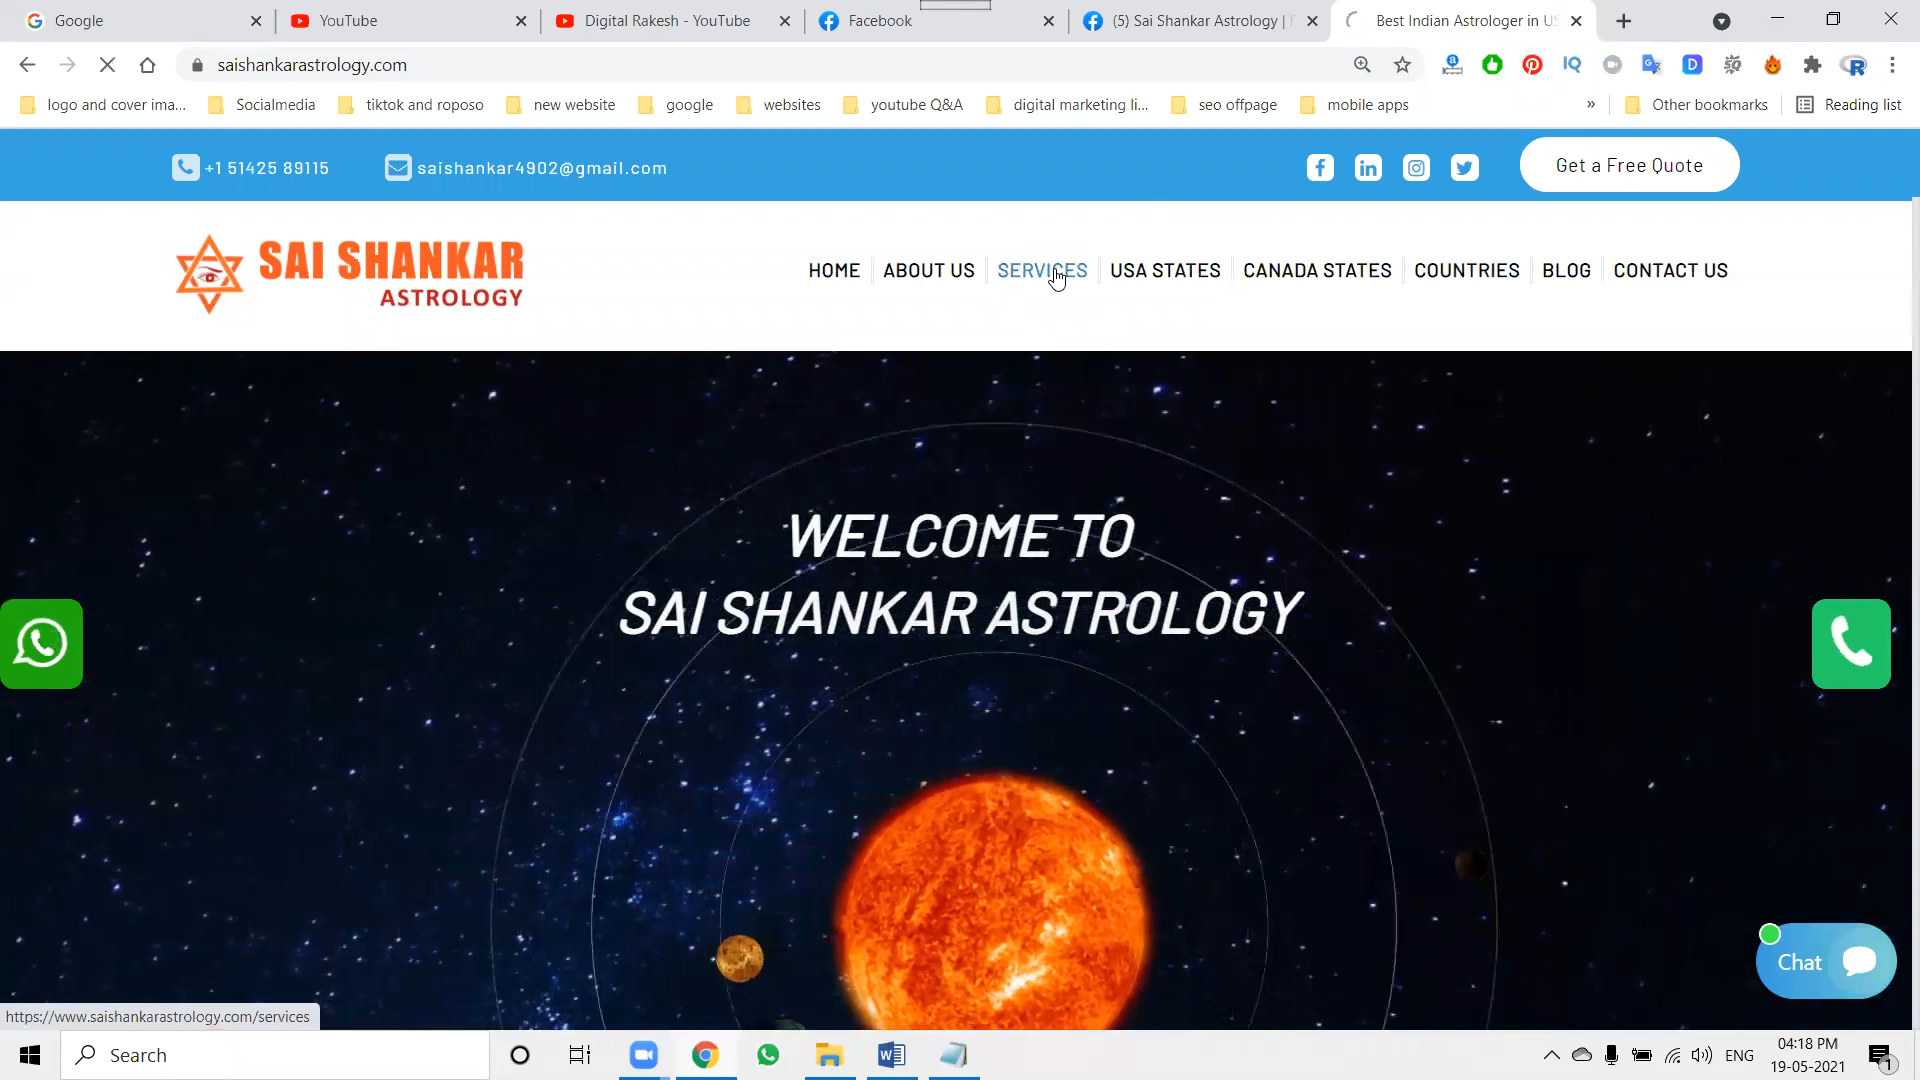 Google
YouTube
Digital Rakesh - YouTube
Facebook
(5) Sai Shankar Astrology |
Best Indian Astrologer in US
saishankarastrology.com
logo and cover ima...
Socialmedia
tiktok and roposo
new website
google
websites
youtube Q&A
digital marketing li...
seo offpage
mobile apps
»
Other bookmarks
Reading list
+1 51425 89115
saishankar4902@gmail.com
Get a Free Quote
SAI SHANKAR
ASTROLOGY
HOME
ABOUT US
SERVICES
USA STATES
CANADA STATES
COUNTRIES
BLOG
CONTACT US
WELCOME TO
SAI SHANKAR ASTROLOGY
Chat
https://www.saishankarastrology.com/services
Search
ENG
04:18 PM
19-05-2021
1